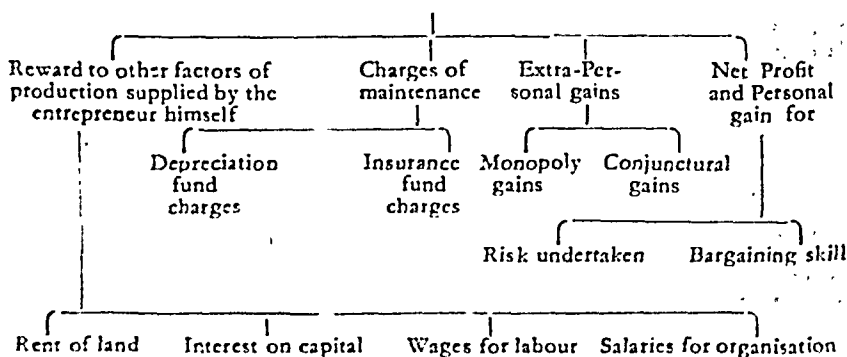 Reward to other factors of
production supplied by the
entrepreneur himself
Charges of
maintenance
Extra-Per-
sonal gains
Net Profit
and Personal
gain for
Depreciation
fund
charges
Insurance
fund
charges
Monopoly
gains
Conjunctural
gains
Risk undertaken
Bargaining skill
Rent of land
Interest on capital
Wages for labour
Salaries for organisation